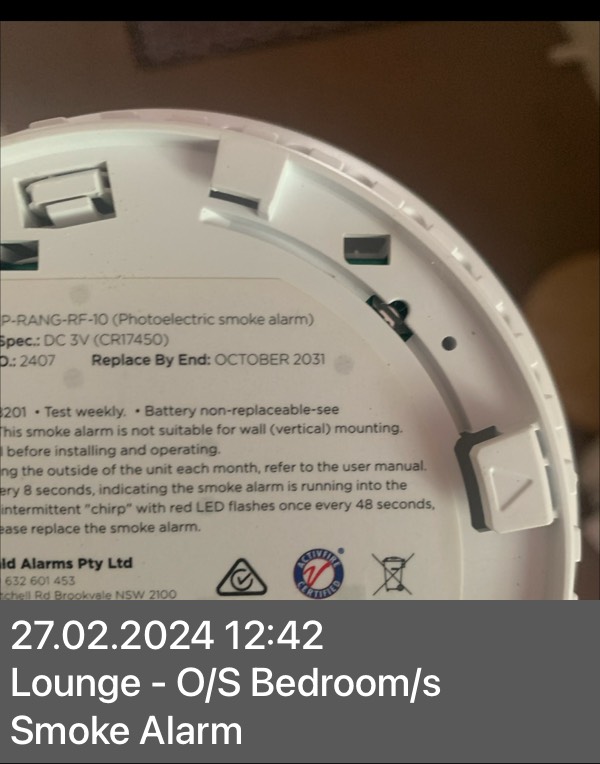 P-RANG-RF-10 (Photoelectric smoke alarm)
Spec.: DC 3V (CR17450)
O.: 2407 Replace By End: OCTOBER 2031
3201 • Test weekly. • Battery non-replaceable-see
This smoke alarm is not suitable for wall (vertical) mounting.
before installing and operating.
ng the outside of the unit each month, refer to the user manual.
ery 8 seconds, indicating the smoke alarm is running into the
intermittent "chirp" with red LED flashes once every 48 seconds,
ease replace the smoke alarm.
ld Alarms Pty Ltd
632 601 453
tchell Rd Brookvale NSW 2100
ACTIVFIRE
CERTIFIED
27.02.2024 12:42
Lounge - O/S Bedroom/s
Smoke Alarm